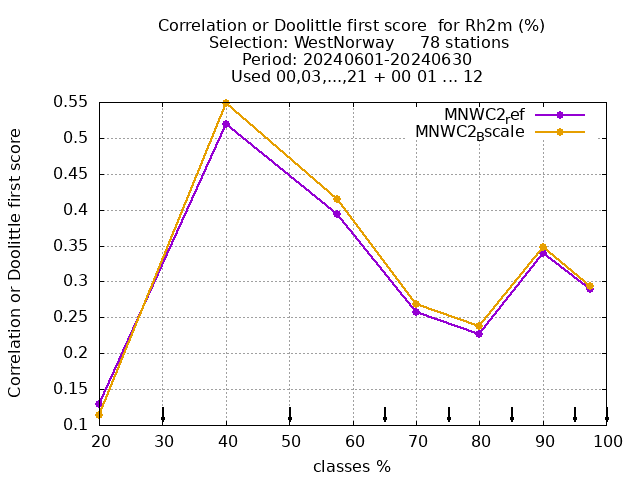 Correlation or Doolittle first score  for Rh2m (%)
Selection: WestNorway     78 stations
Period: 20240601-20240630
Used 00,03,...,21 + 00 01 ... 12
MNWC2ref
MNWC2Bscale
Correlation or Doolittle first score
0.55
0.5
0.45
0.4
0.35
0.3
0.25
0.2
0.15
0.1
20 30 40 50 60 70 80 90 100
classes %